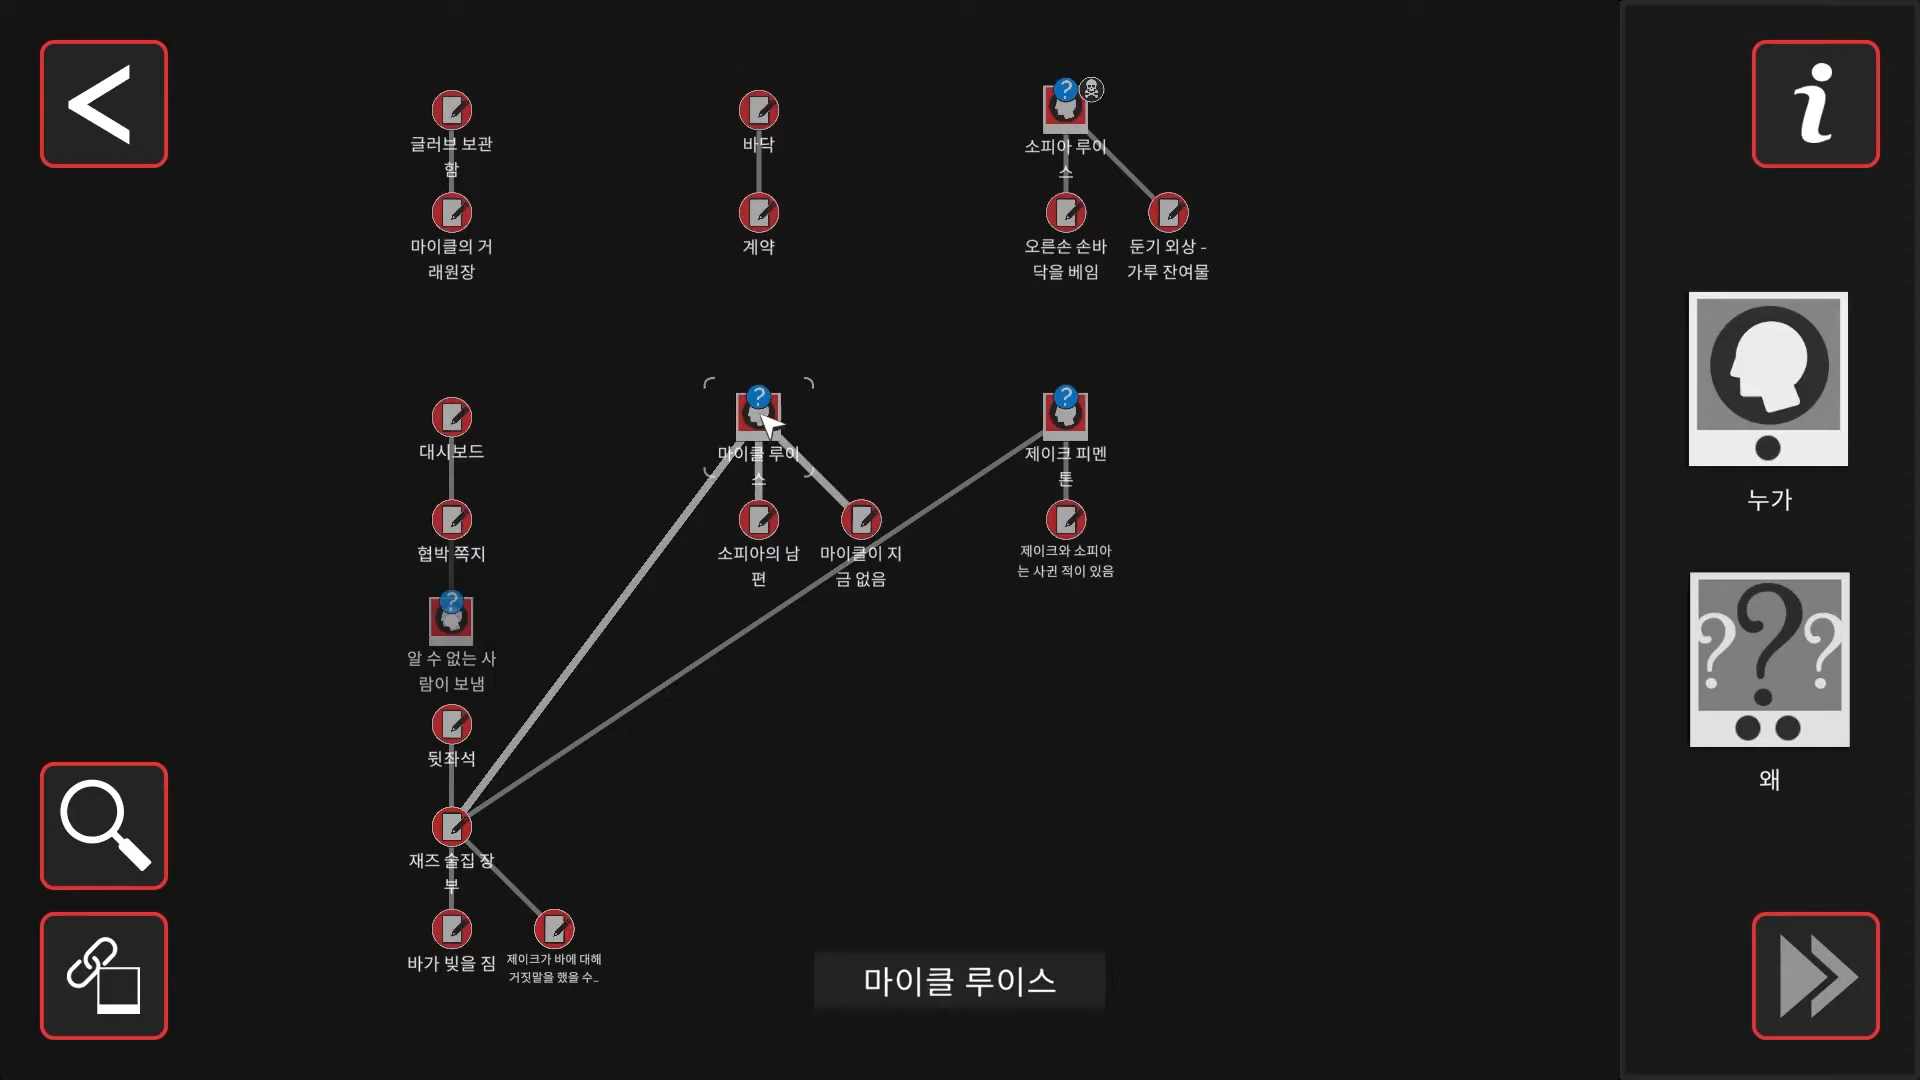 글러브 보관
함
마이클의 거
래원장
바닥
계약
소피아 루이
스
오른손 손바
닥을 베임
둔기 외상 -
가루 잔여물
대시보드
협박 쪽지
알 수 없는 사
람이 보냄
뒷좌석
재즈 술집 장
부
바가 빚을 짐
제이크가 바에 대해
거짓말을 했을 수..
마이클 루이
스
소피아의 남
편
마이클이 지
금 없음
제이크 피멘
톤
제이크와 소피아
는 사귄 적이 있음
마이클 루이스
누가
왜